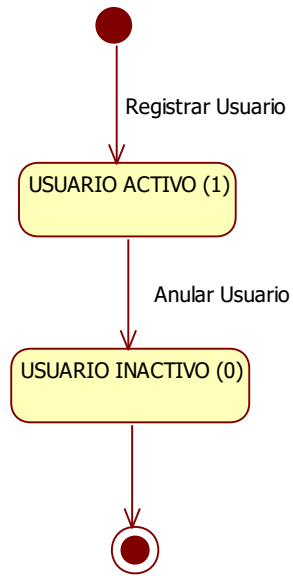 Registrar Usuario
USUARIO ACTIVO (1)
Anular Usuario
USUARIO INACTIVO (0)